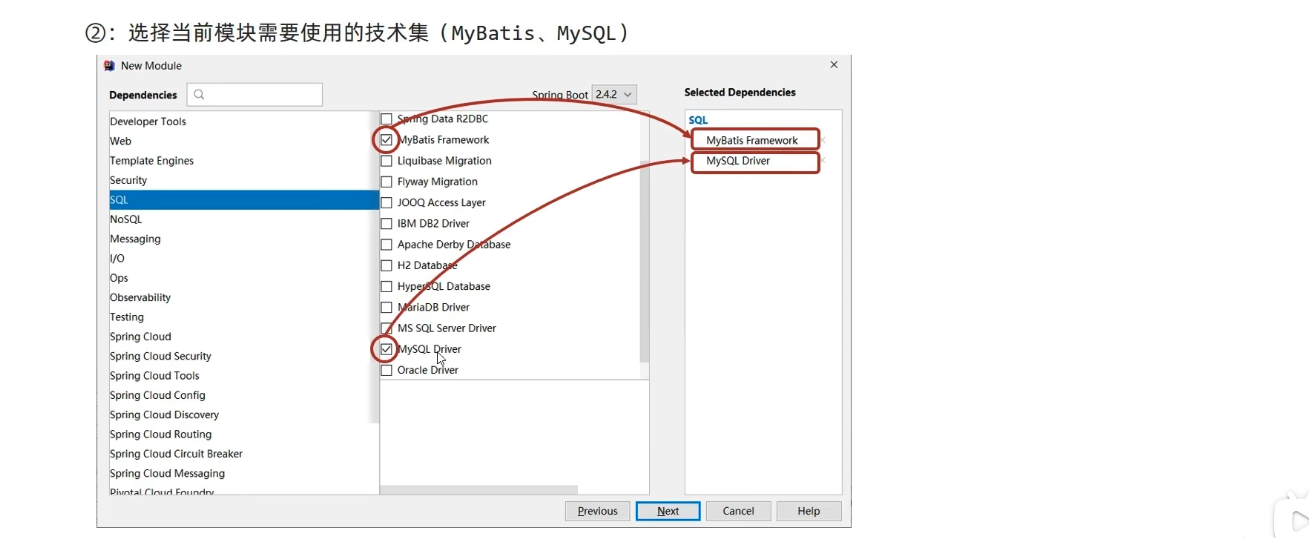 ②：选择当前模块需要使用的技术集（MyBatis、MySQL）
New Module
Dependencies
Spring Boot 2.4.2
Selected Dependencies
Developer Tools
Web
Template Engines
Security
SQL
NoSQL
Messaging
I/O
Ops
Observability
Testing
Spring Cloud
Spring Cloud Security
Spring Cloud Tools
Spring Cloud Config
Spring Cloud Discovery
Spring Cloud Routing
Spring Cloud Circuit Breaker
Spring Cloud Messaging
Pivotal Cloud Foundry
Spring Data R2DBC
MyBatis Framework
Liquibase Migration
Flyway Migration
JOOQ Access Layer
IBM DB2 Driver
Apache Derby Database
H2 Database
HyperSQL Database
MariaDB Driver
MS SQL Server Driver
MySQL Driver
Oracle Driver
SQL
MyBatis Framework
MySQL Driver
Previous
Next
Cancel
Help